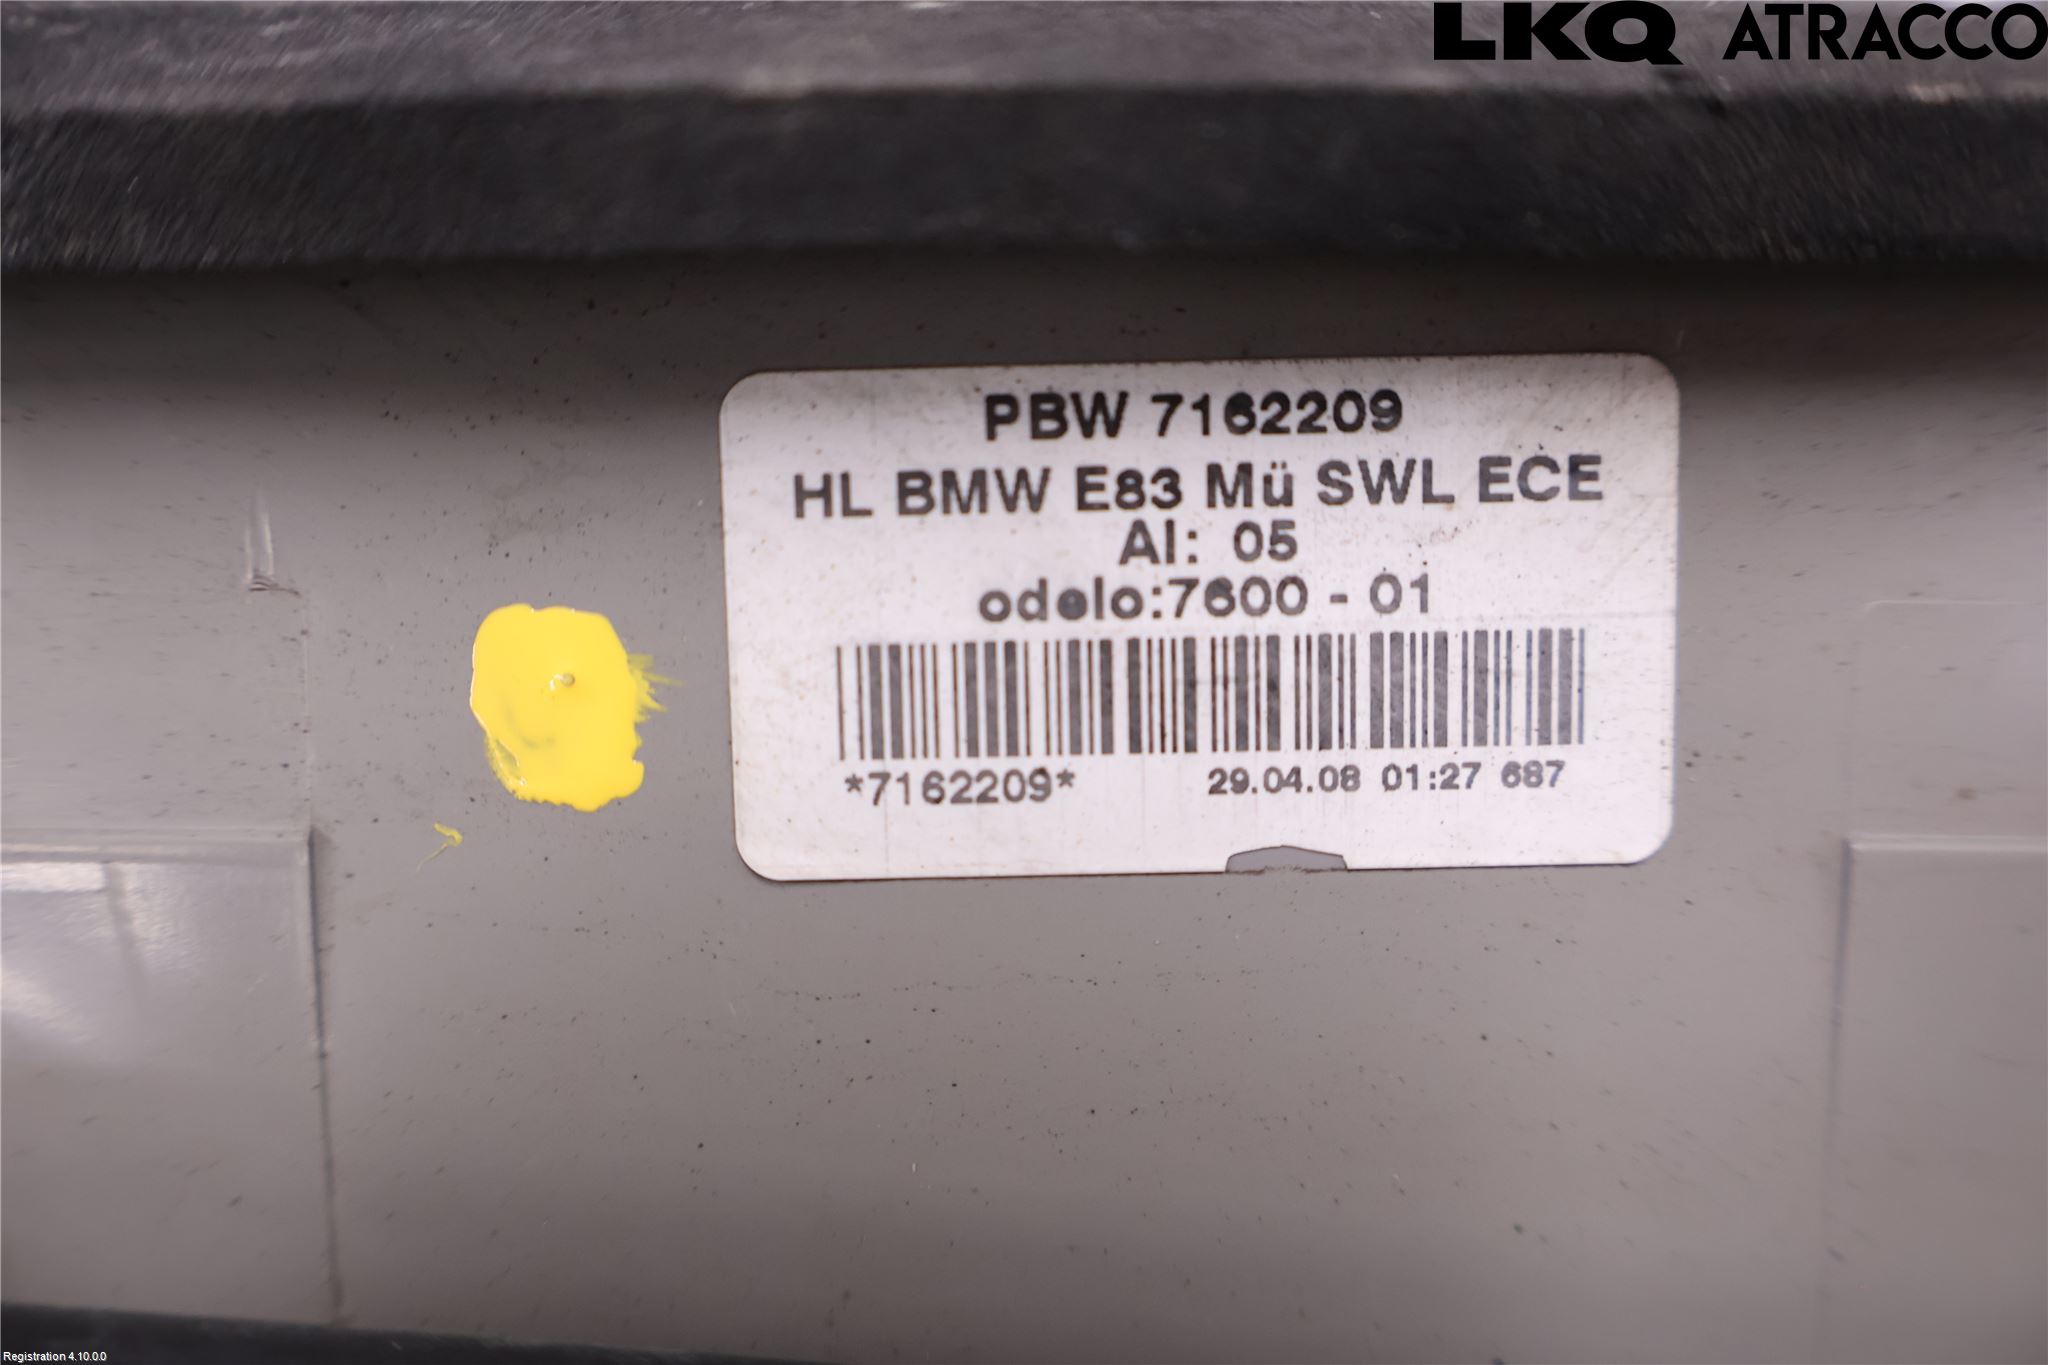 LKQ ATRACCO
PBW 7162209
HL BMW E83 Mü SWL ECE
AI: 05
odelo:7600 - 01
*7162209* 29.04.08 01:27 687
Registration 4.10.0.0